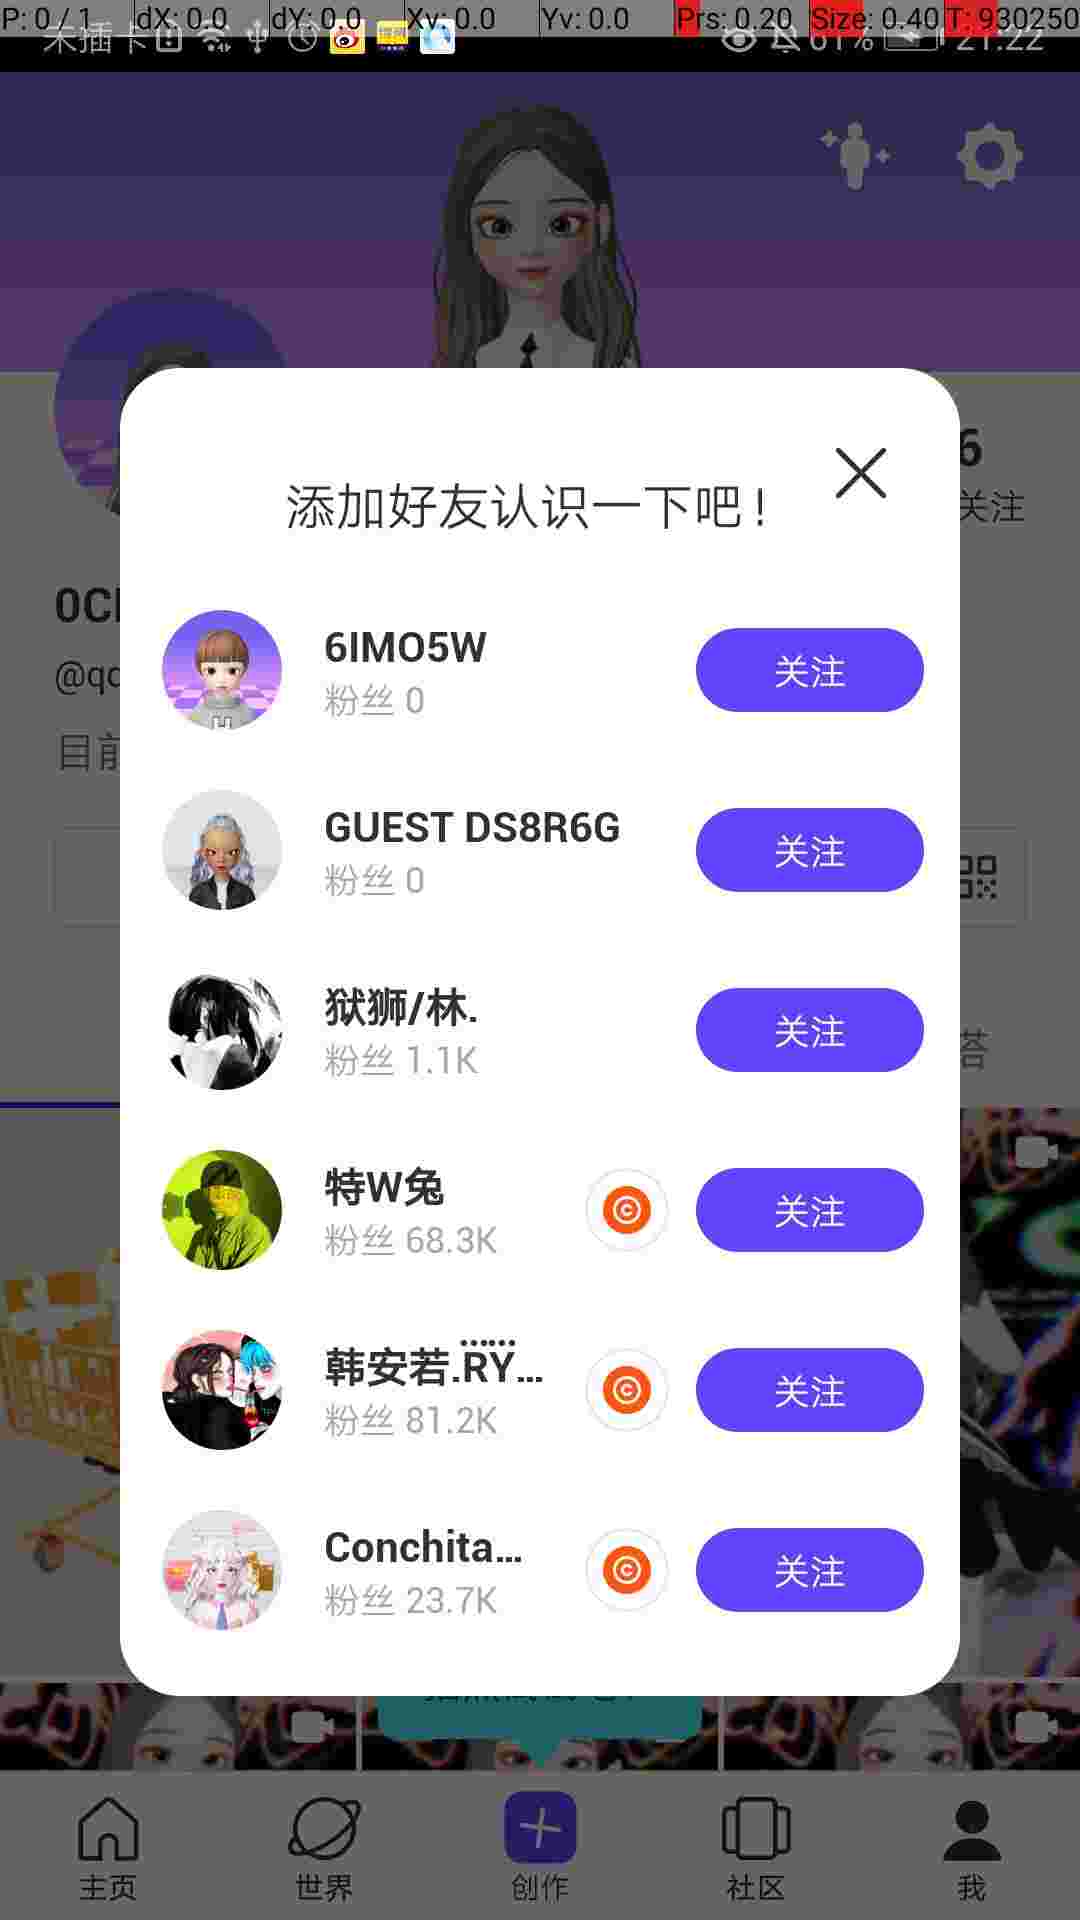 P: 0 / 1 dX: 0.0 dY: 0.0 Xv: 0.0 Yv: 0.0 Prs: 0.20 Size: 0.40 T: 930250
未插卡 61% 21:22
6
关注
添加好友认识一下吧!
@qc
目前
6IMO5W
粉丝 0
关注
GUEST DS8R6G
粉丝 0
关注
狱狮/林.
粉丝 1.1K
关注
答
特W兔
粉丝 68.3K
关注
韩安若.RY...
粉丝 81.2K
关注
Conchita...
粉丝 23.7K
关注
主页 世界 创作 社区 我